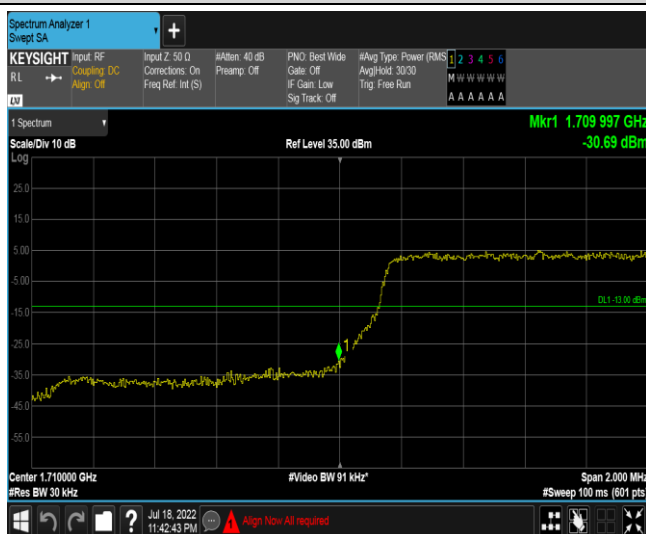 Spectrum Analyzer 1
Swept SA
+
KEYSIGHT Input: RF Input Z: 50 Ω #Atten: 40 dB PNO: Best Wide #Avg Type: Power (RMS 1 2 3 4 5 6
RL Coupling: DC Corrections: On Preamp: Off Gate: Off Avg|Hold: 30/30 M W W W W W
Align: Off Freq Ref: Int (S) IF Gain: Low Trig: Free Run
LXI Sig Track: Off A A A A A A
1 Spectrum Mkr1 1.709 997 GHz
Scale/Div 10 dB Ref Level 35.00 dBm -30.69 dBm
Log
25.0
15.0
5.00
-5.00
DL1 -13.00 dBm
-15.0
1
-25.0
-35.0
-45.0
-55.0
Center 1.710000 GHz #Video BW 91 kHz* Span 2.000 MHz
#Res BW 30 kHz #Sweep 100 ms (601 pts)
? Jul 18, 2022
11:42:43 PM Align Now All required